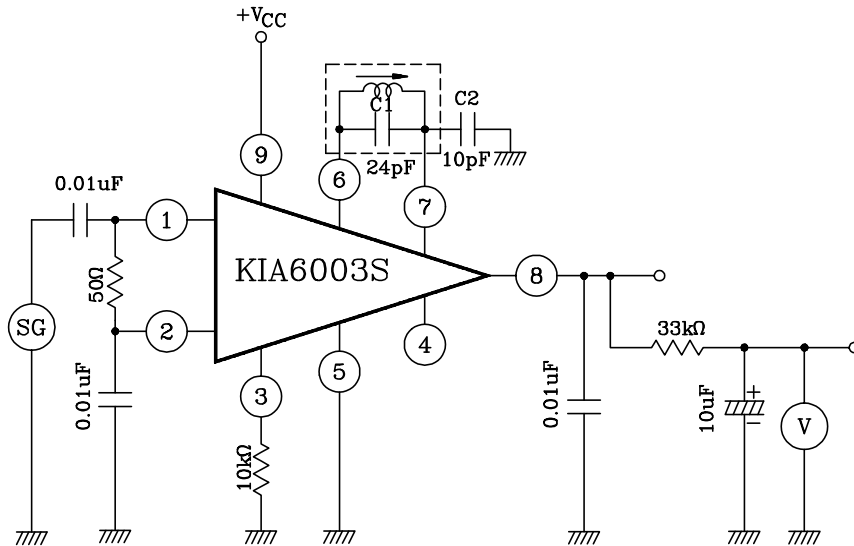 +VCC
C1
C2
9
24pF
10pF
6
0.01uF
7
1
50Ω
KIA6003S
8
SG
2
33kΩ
4
5
0.01uF
3
0.01uF
10uF
+
−
V
10kΩ